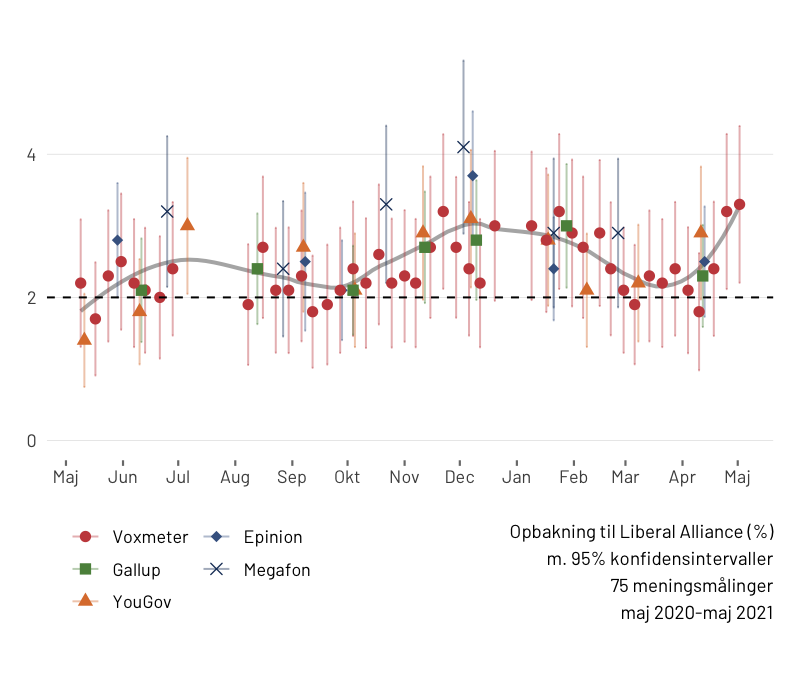 4
2
0
Maj Jun Jul Aug Sep Okt Nov Dec Jan Feb Mar Apr Maj
Voxmeter Epinion
Gallup Megafon
YouGov
Opbakning til Liberal Alliance (%)
m. 95% konfidensintervaller
75 meningsmålinger
maj 2020-maj 2021